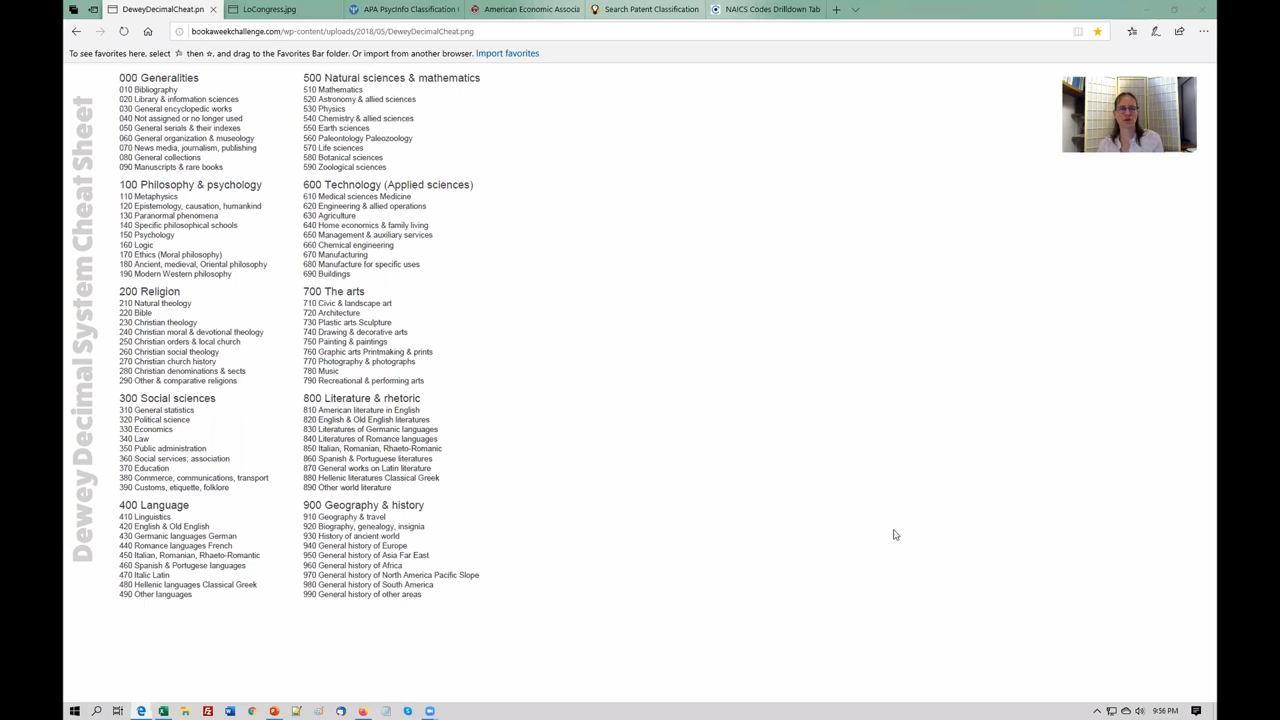 DeweyDecimalCheat.pn
LoCongress.jpg
APA PsycInfo Classification
American Economic Associa
Search Patent Classification
NAICS Codes Drilldown Tab
bookaweekchallenge.com/wp-content/uploads/2018/05/DeweyDecimalCheat.png
To see favorites here, select ☆ then ☆, and drag to the Favorites Bar folder. Or import from another browser. Import favorites
Dewey Decimal System Cheat Sheet
000 Generalities
010 Bibliography
020 Library & information sciences
030 General encyclopedic works
040 Not assigned or no longer used
050 General serials & their indexes
060 General organization & museology
070 News media, journalism, publishing
080 General collections
090 Manuscripts & rare books
100 Philosophy & psychology
110 Metaphysics
120 Epistemology, causation, humankind
130 Paranormal phenomena
140 Specific philosophical schools
150 Psychology
160 Logic
170 Ethics (Moral philosophy)
180 Ancient, medieval, Oriental philosophy
190 Modern Western philosophy
200 Religion
210 Natural theology
220 Bible
230 Christian theology
240 Christian moral & devotional theology
250 Christian orders & local church
260 Christian social theology
270 Christian church history
280 Christian denominations & sects
290 Other & comparative religions
300 Social sciences
310 General statistics
320 Political science
330 Economics
340 Law
350 Public administration
360 Social services; association
370 Education
380 Commerce, communications, transport
390 Customs, etiquette, folklore
400 Language
410 Linguistics
420 English & Old English
430 Germanic languages German
440 Romance languages French
450 Italian, Romanian, Rhaeto-Romantic
460 Spanish & Portugese languages
470 Italic Latin
480 Hellenic languages Classical Greek
490 Other languages
500 Natural sciences & mathematics
510 Mathematics
520 Astronomy & allied sciences
530 Physics
540 Chemistry & allied sciences
550 Earth sciences
560 Paleontology Paleozoology
570 Life sciences
580 Botanical sciences
590 Zoological sciences
600 Technology (Applied sciences)
610 Medical sciences Medicine
620 Engineering & allied operations
630 Agriculture
640 Home economics & family living
650 Management & auxiliary services
660 Chemical engineering
670 Manufacturing
680 Manufacture for specific uses
690 Buildings
700 The arts
710 Civic & landscape art
720 Architecture
730 Plastic arts Sculpture
740 Drawing & decorative arts
750 Painting & paintings
760 Graphic arts Printmaking & prints
770 Photography & photographs
780 Music
790 Recreational & performing arts
800 Literature & rhetoric
810 American literature in English
820 English & Old English literatures
830 Literatures of Germanic languages
840 Literatures of Romance languages
850 Italian, Romanian, Rhaeto-Romanic
860 Spanish & Portuguese literatures
870 General works on Latin literature
880 Hellenic literatures Classical Greek
890 Other world literature
900 Geography & history
910 Geography & travel
920 Biography, genealogy, insignia
930 History of ancient world
940 General history of Europe
950 General history of Asia Far East
960 General history of Africa
970 General history of North America Pacific Slope
980 General history of South America
990 General history of other areas
9:56 PM